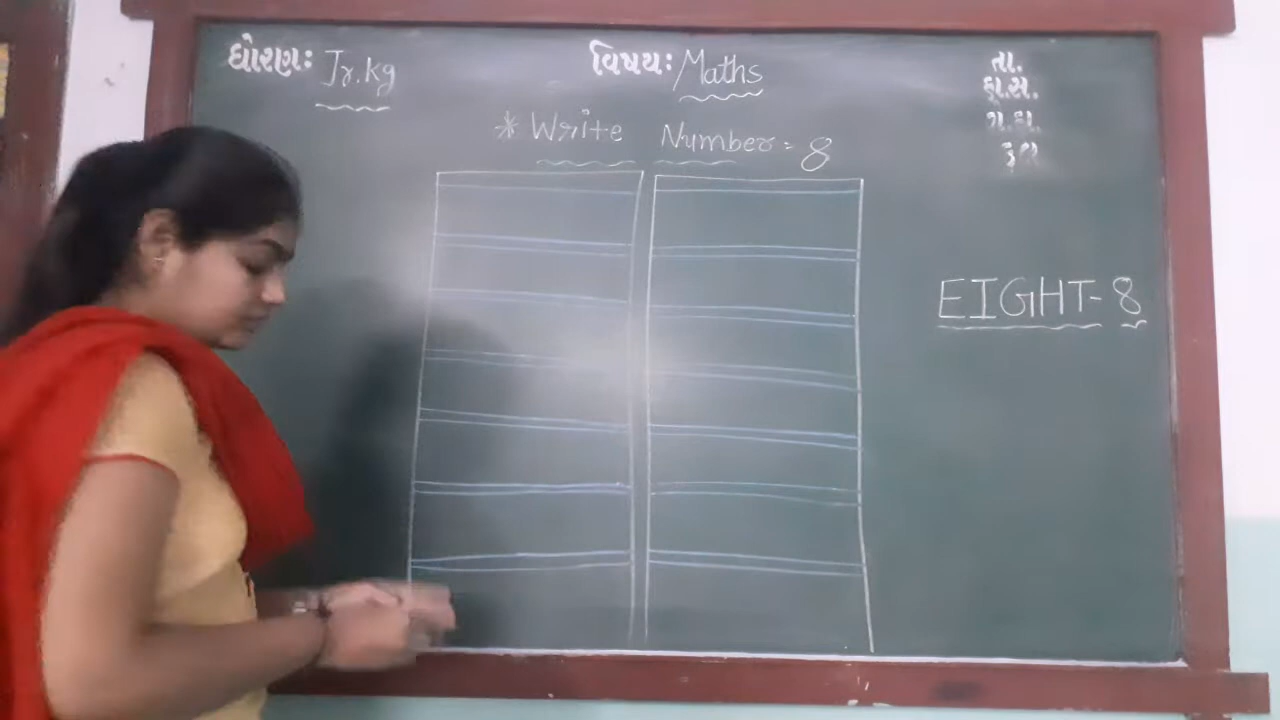 ધોરણ: Jr.kg
વિષય: Maths
* Write Number = 8
તા.
કુ.સ.
ગ.હા.
કુલ
EIGHT - 8